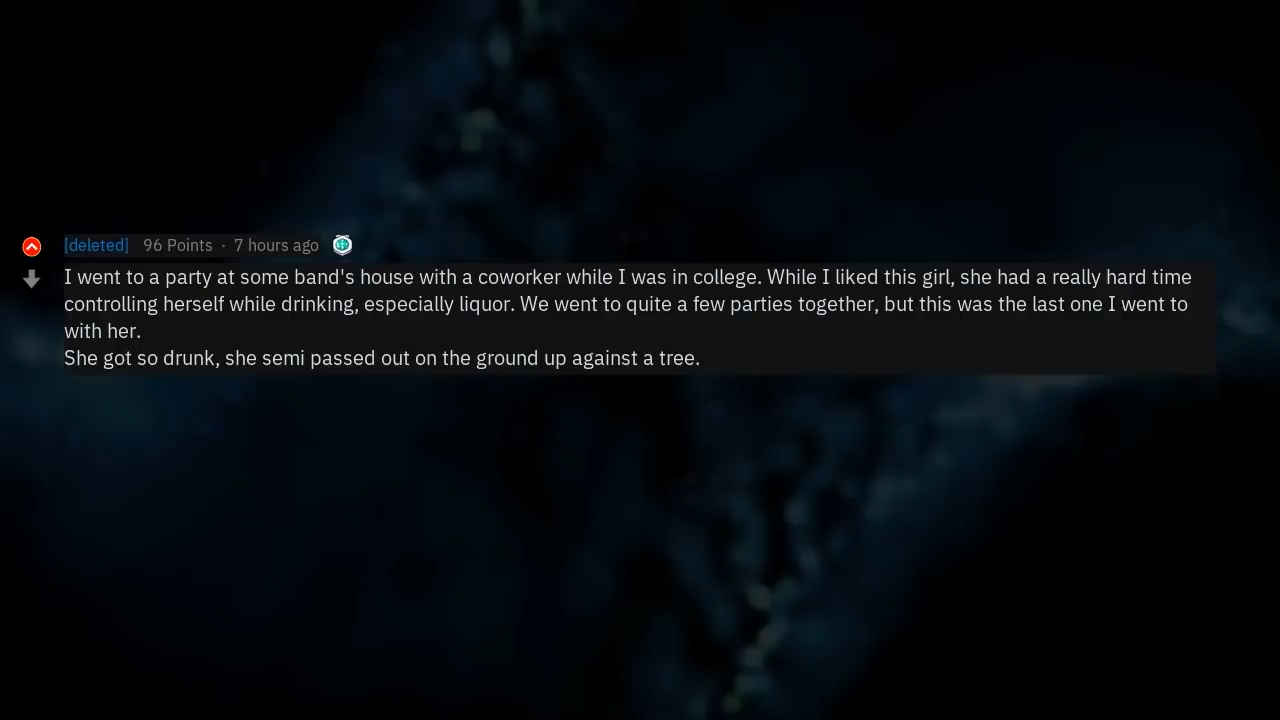 [deleted] 96 Points · 7 hours ago
I went to a party at some band's house with a coworker while I was in college. While I liked this girl, she had a really hard time
controlling herself while drinking, especially liquor. We went to quite a few parties together, but this was the last one I went to
with her.
She got so drunk, she semi passed out on the ground up against a tree.